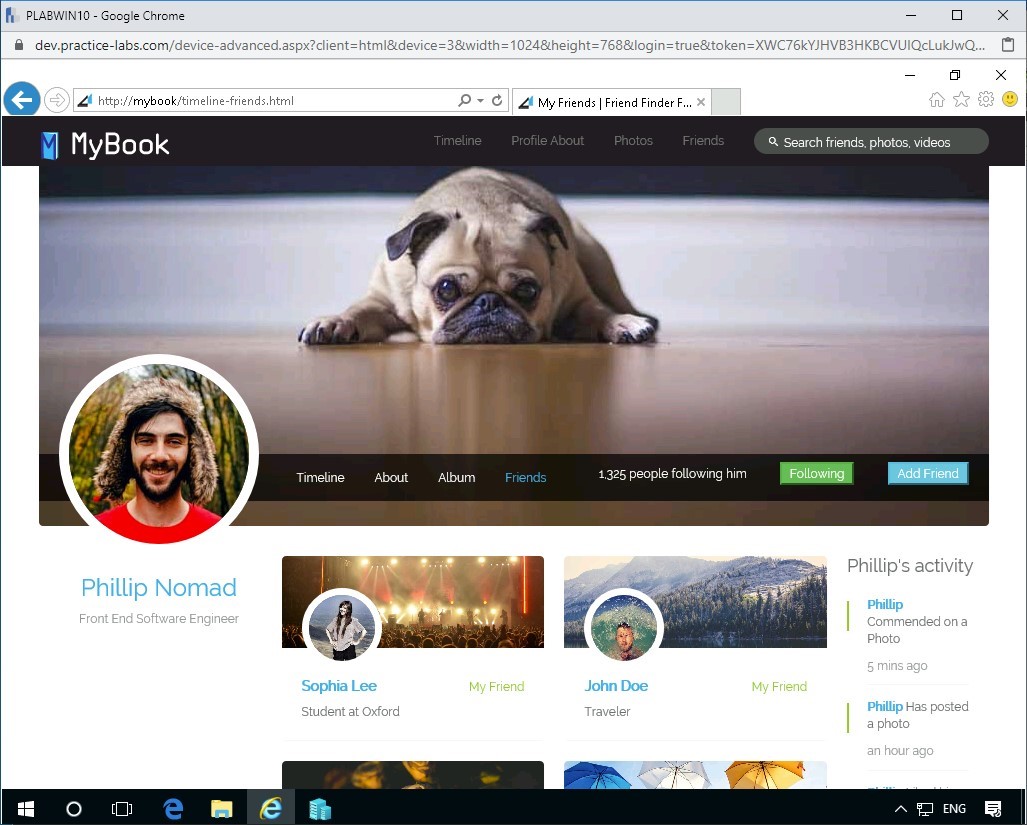 PLABWIN10 - Google Chrome
dev.practice-labs.com/device-advanced.aspx?client=html&device=3&width=1024&height=768&login=true&token=XWC76kYJHVB3HKBCVUIQcLukJwQ...
http://mybook/timeline-friends.html
My Friends | Friend Finder F...
MyBook
Timeline
Profile About
Photos
Friends
Search friends, photos, videos
Timeline
About
Album
Friends
1,325 people following him
Following
Add Friend
Phillip Nomad
Front End Software Engineer
Sophia Lee
My Friend
Student at Oxford
John Doe
My Friend
Traveler
Phillip's activity
Phillip
Commended on a
Photo
5 mins ago
Phillip Has posted
a photo
an hour ago
ENG